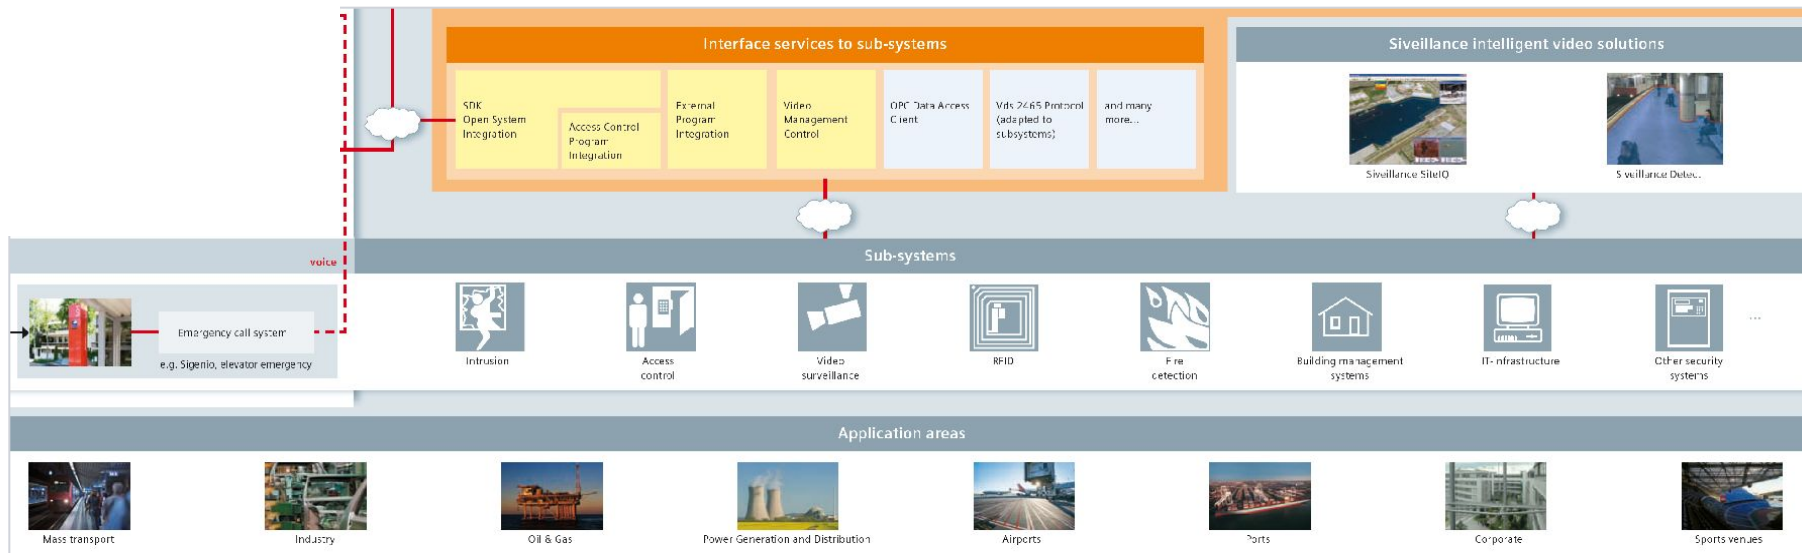 Interface services to sub-systems
Siveillance intelligent video solutions
SDK
Open System
Integration
Access Control
Program
Integration
External
Program
Integration
Video
Management
Control
OPC Data Access
Client
Vds 2465 Protocol
(adapted to
subsystems)
and many
more...
Siveillance SiteIQ
Siveillance Detect
Sub-systems
voice
Emergency call system
e.g. Sigenio, elevator emergency
Intrusion
Access
control
Video
surveillance
RFID
Fire
detection
Building management
systems
IT-Infrastructure
Other security
systems
...
Application areas
Mass transport
Industry
Oil & Gas
Power Generation and Distribution
Airports
Ports
Corporate
Sports venues